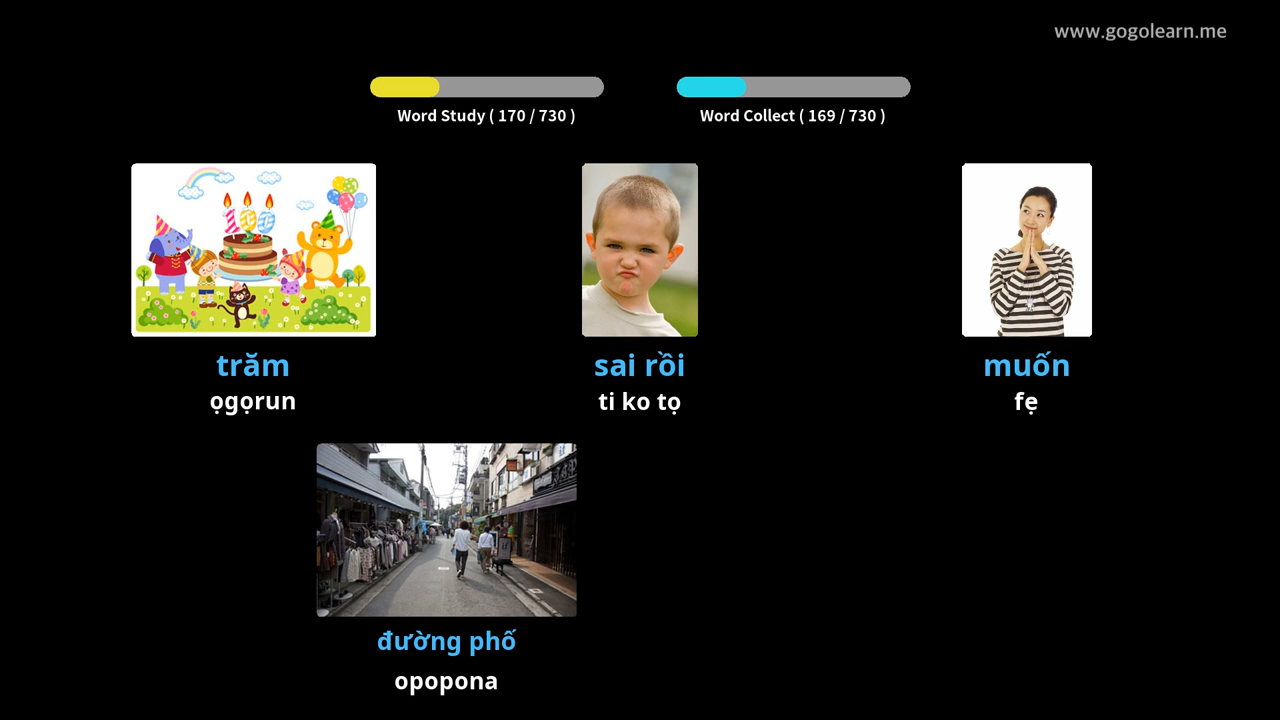 www.gogolearn.me
Word Study ( 170 / 730 )
Word Collect ( 169 / 730 )
100
trăm
ọgọrun
sai rồi
ti ko tọ
muốn
fẹ
đường phố
opopona